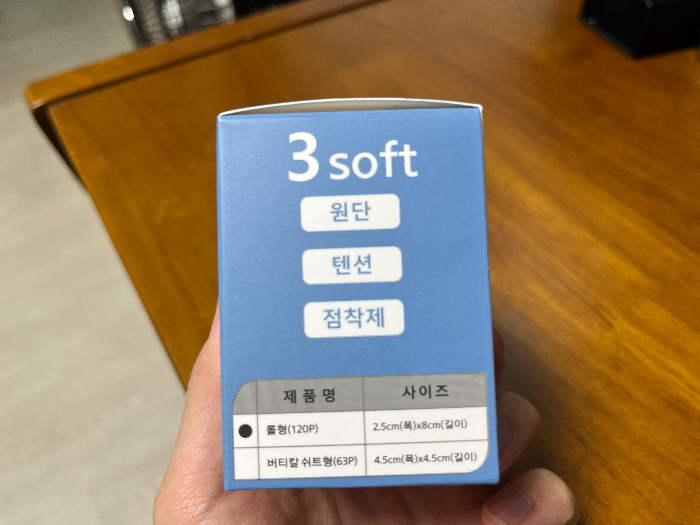 3 soft
원단
텐션
점착제
제품명 사이즈
롤형(120P) 2.5cm(폭)x8cm(길이)
버티칼 쉬트형(63P) 4.5cm(폭)x4.5cm(길이)